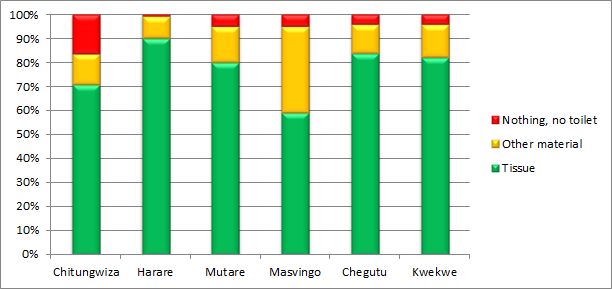 100%
90%
80%
70%
60%
50%
40%
30%
20%
10%
0%
Chitungwiza Harare Mutare Masvingo Chegutu Kwekwe
Nothing, no toilet
Other material
Tissue